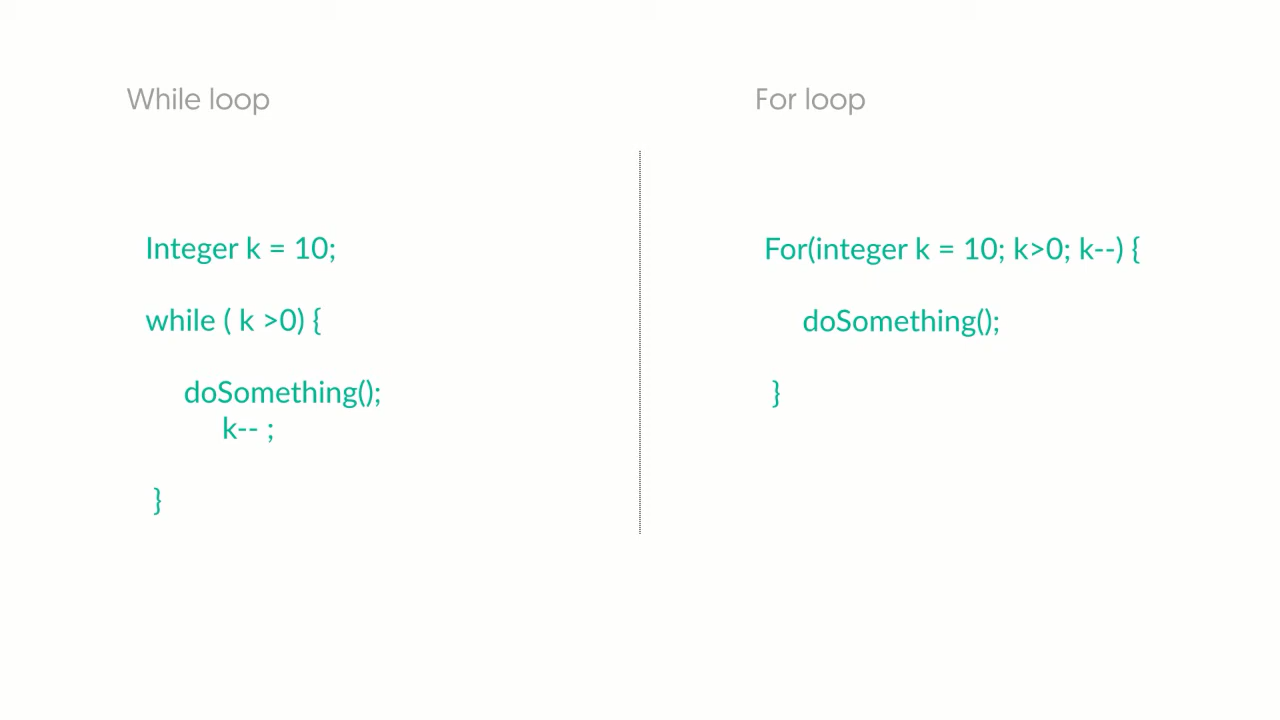 While loop
Integer k = 10;
while ( k >0) {
doSomething();
k-- ;
}
For loop
For(integer k = 10; k>0; k--) {
doSomething();
}